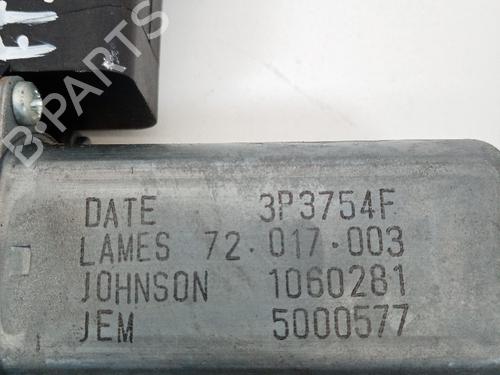 B-PARTS
DATE 3P3754F
LAMES 72.017.003
JOHNSON 1060281
JEM 5000577